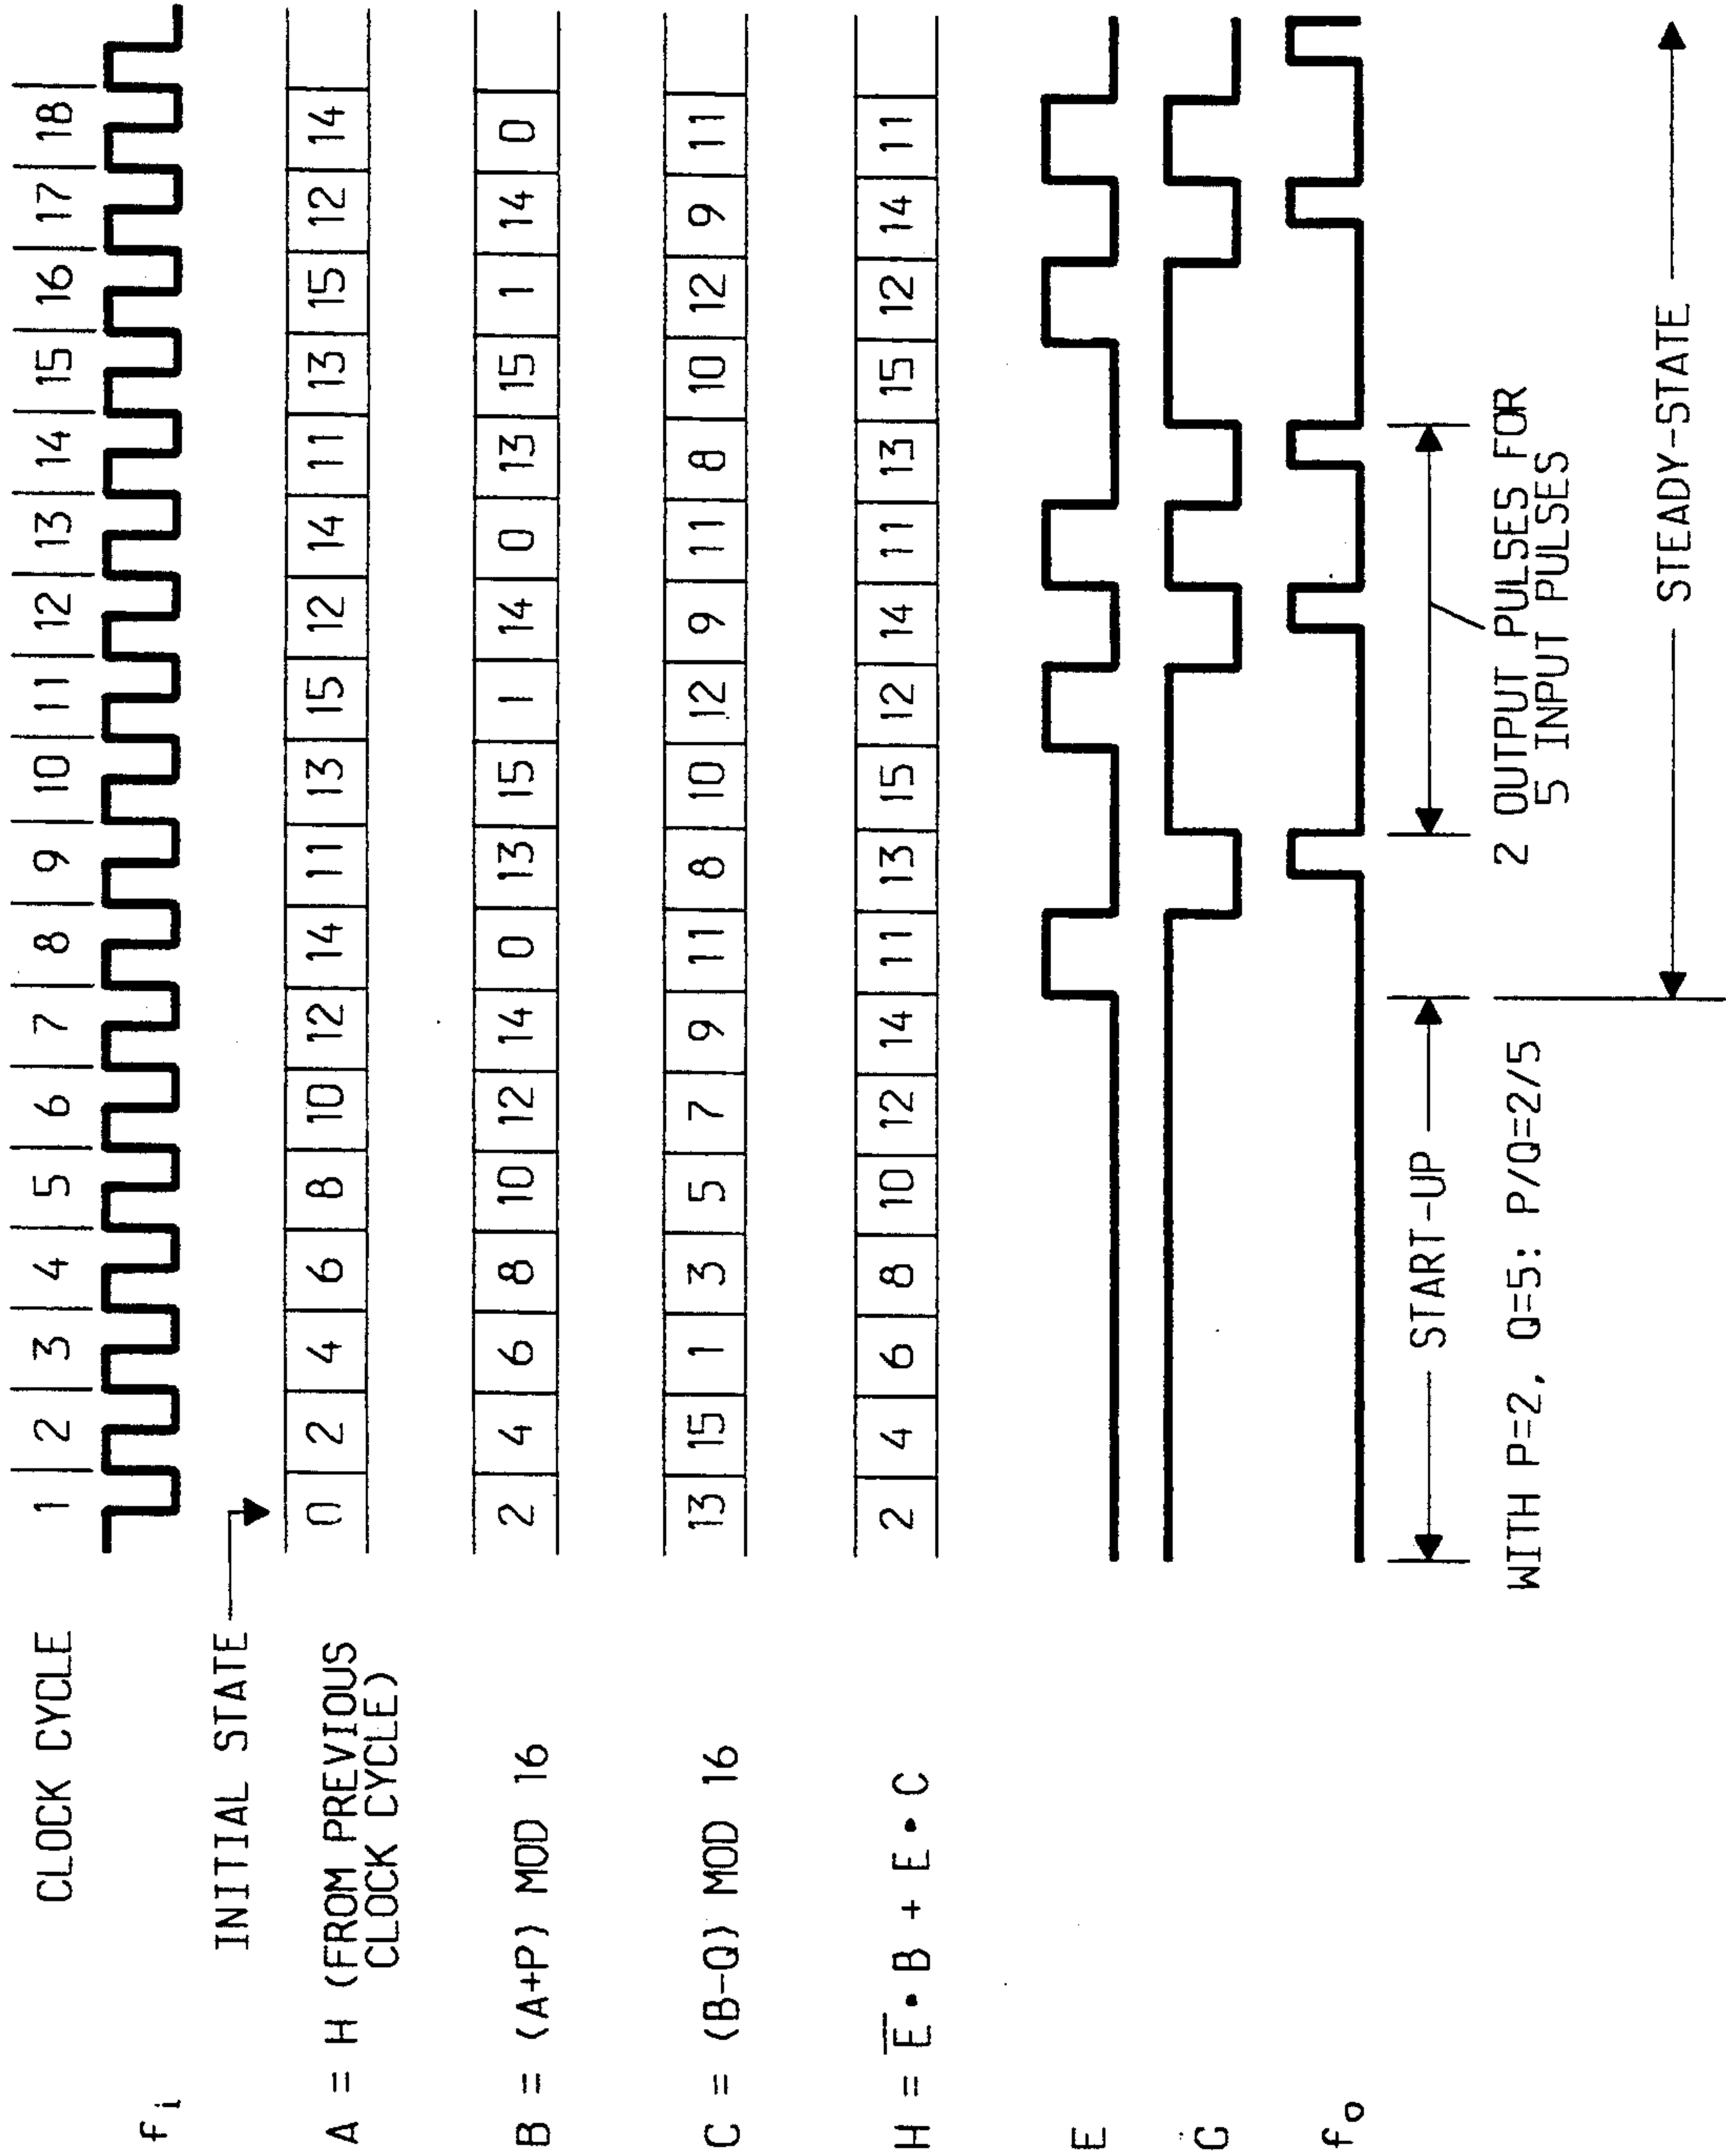 CLOCK CYCLE 1 2 3 4 5 6 7 8 9 10 11 12 13 14 15 16 17 18
fi
INITIAL STATE
A = H (FROM PREVIOUS 0 2 4 6 8 10 12 14 11 13 15 12 14 11 13 15 12 14
CLOCK CYCLE)
B = (A+P) MOD 16 2 4 6 8 10 12 14 0 13 15 1 14 0 13 15 1 14 0
C = (B-Q) MOD 16 13 15 1 3 5 7 9 11 8 10 12 9 11 8 10 12 9 11
H = E̅ • B + E • C 2 4 6 8 10 12 14 11 13 15 12 14 11 13 15 12 14 11
E
G
fo
START-UP
WITH P=2, Q=5: P/Q=2/5
2 OUTPUT PULSES FOR
5 INPUT PULSES
STEADY-STATE